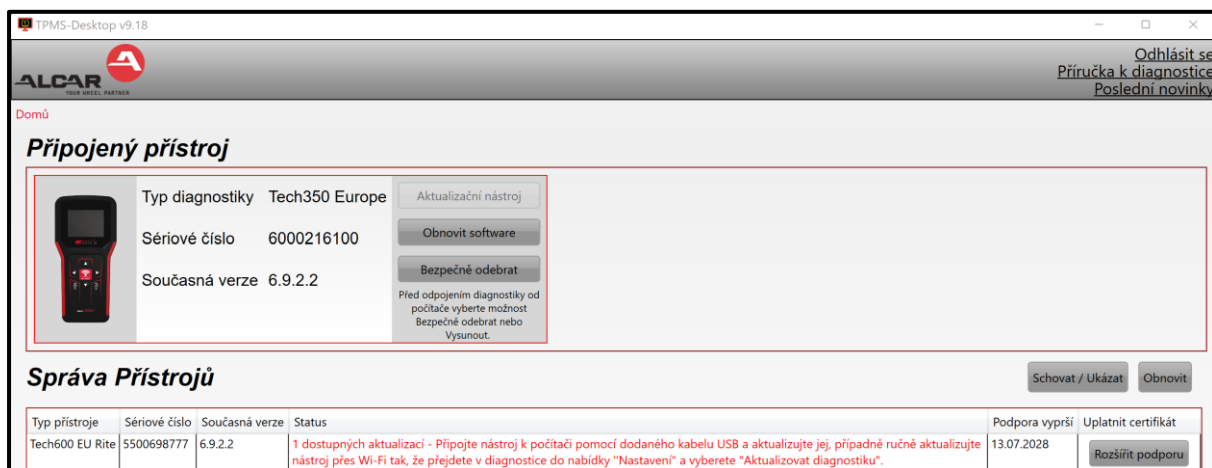 TPMS-Desktop v9.18
Odhlásit se
Příručka k diagnostice
Poslední novinky
ALCAR
YOUR WHEEL PARTNER
Domů
Připojený přístroj
Typ diagnostiky Tech350 Europe
Sériové číslo 6000216100
Současná verze 6.9.2.2
Aktualizační nástroj
Obnovit software
Bezpečně odebrat
Před odpojením diagnostiky od
počítače vyberte možnost
Bezpečně odebrat nebo
Vysunout.
Správa Přístrojů
Schovat / Ukázat Obnovit
Typ přístroje Sériové číslo Současná verze Status Podpora vyprší Uplatnit certifikát
Tech600 EU Rite 5500698777 6.9.2.2 1 dostupných aktualizací - Připojte nástroj k počítači pomocí dodaného kabelu USB a aktualizujte jej, případně ručně aktualizujte 13.07.2028 Rozšířit podporu
nástroj přes Wi-Fi tak, že přejdete v diagnostice do nabídky "Nastavení" a vyberete "Aktualizovat diagnostiku".